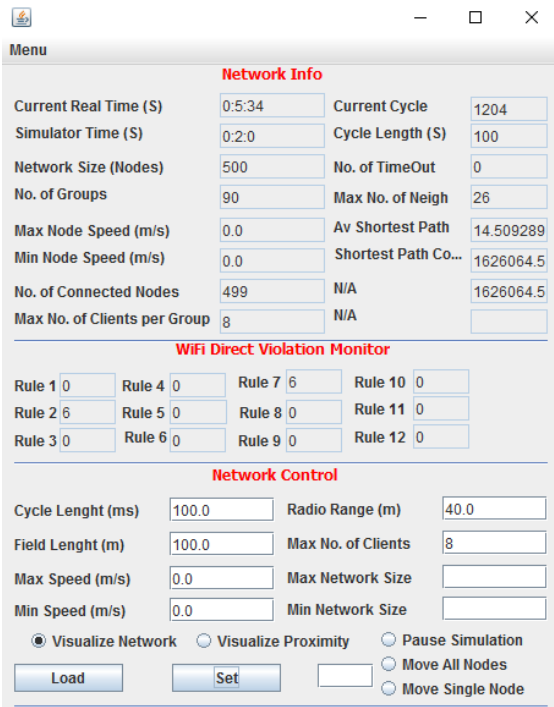 Menu
Network Info
Current Real Time (S) 0:5:34 Current Cycle 1204
Simulator Time (S) 0:2:0 Cycle Length (S) 100
Network Size (Nodes) 500 No. of TimeOut 0
No. of Groups 90 Max No. of Neigh 26
Max Node Speed (m/s) 0.0 Av Shortest Path 14.509289
Min Node Speed (m/s) 0.0 Shortest Path Co... 1626064.5
No. of Connected Nodes 499 N/A 1626064.5
Max No. of Clients per Group 8 N/A
WiFi Direct Violation Monitor
Rule 1 0 Rule 4 0 Rule 7 6 Rule 10 0
Rule 2 6 Rule 5 0 Rule 8 0 Rule 11 0
Rule 3 0 Rule 6 0 Rule 9 0 Rule 12 0
Network Control
Cycle Lenght (ms) 100.0 Radio Range (m) 40.0
Field Lenght (m) 100.0 Max No. of Clients 8
Max Speed (m/s) 0.0 Max Network Size
Min Speed (m/s) 0.0 Min Network Size
Visualize Network Visualize Proximity Pause Simulation
Load Set Move All Nodes
Move Single Node